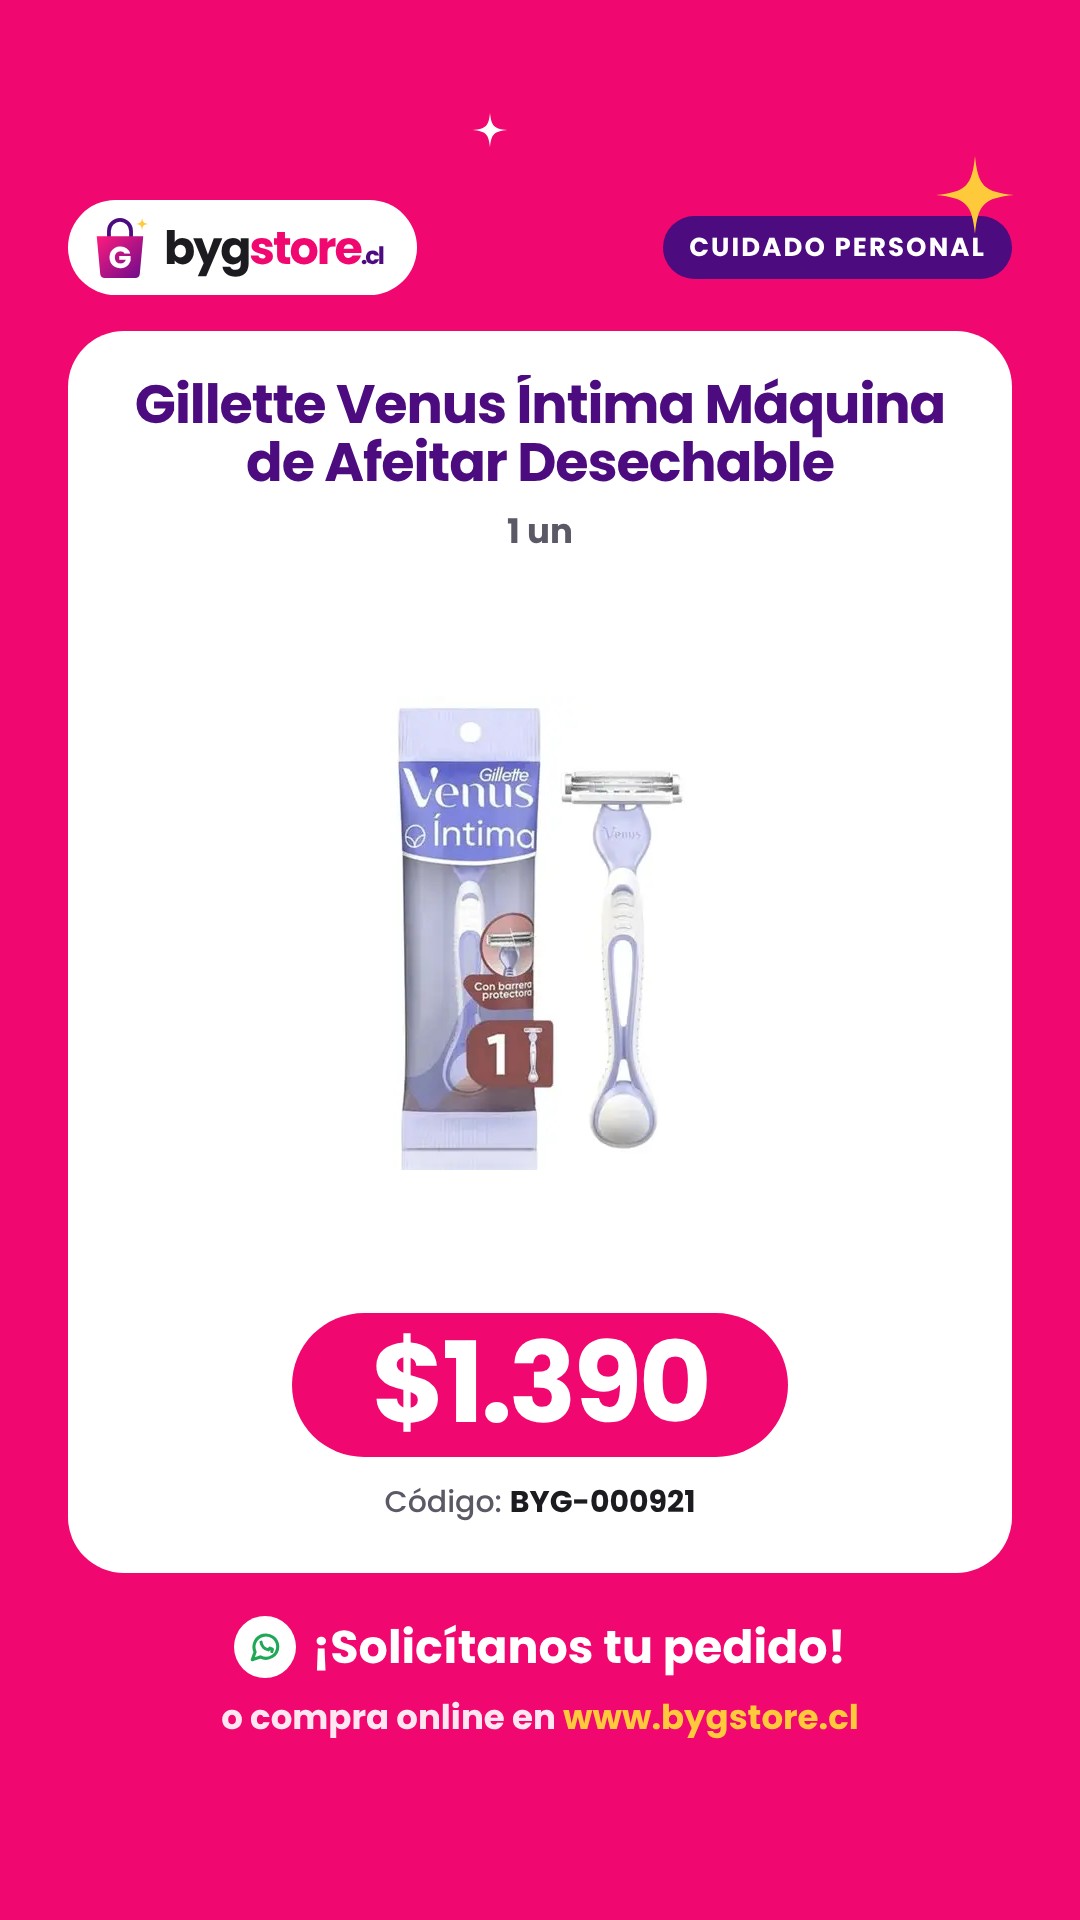 G bygstore.cl
CUIDADO PERSONAL
Gillette Venus Íntima Máquina
de Afeitar Desechable
1 un
Gillette
Venus
Íntima
Con barrera
protectora
1
Venus
$1.390
Código: BYG-000921
¡Solicítanos tu pedido!
o compra online en www.bygstore.cl